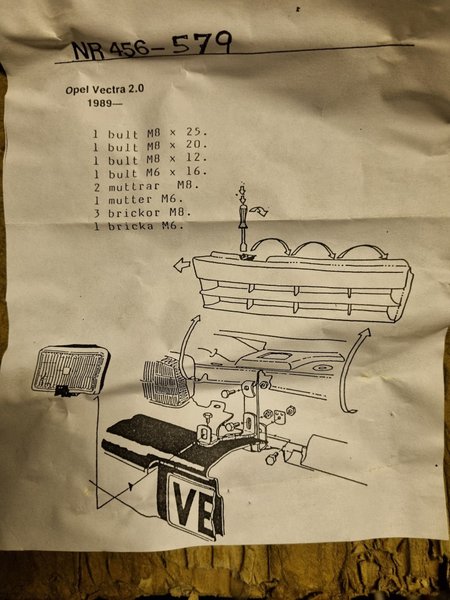 NR 456-579
Opel Vectra 2.0
1989—
1 bult M8 x 25.
1 bult M8 x 20.
1 bult M8 x 12.
1 bult M6 x 16.
2 muttrar M8.
1 mutter M6.
3 brickor M8.
1 bricka M6.
VE